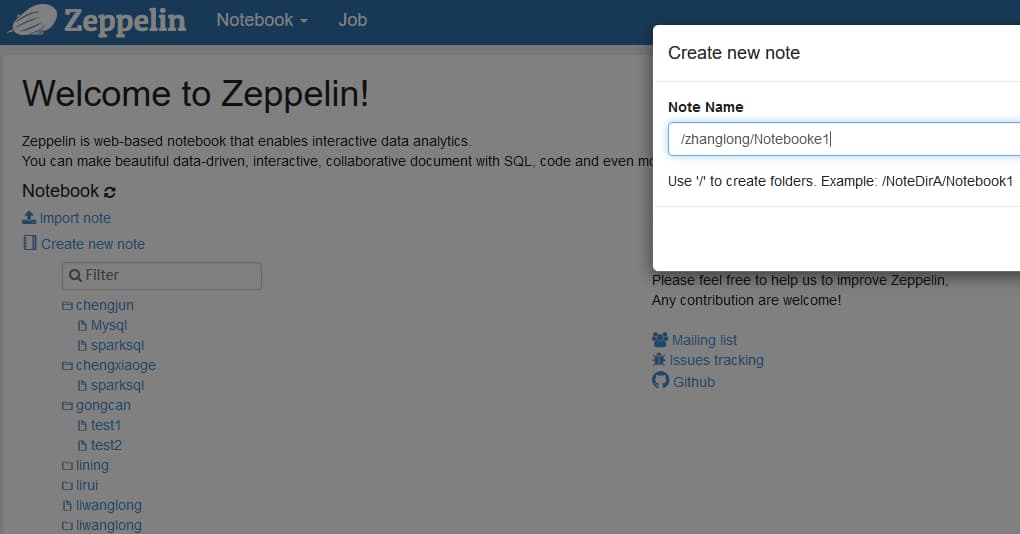 Zeppelin Notebook Job
Welcome to Zeppelin!
Zeppelin is web-based notebook that enables interactive data analytics.
You can make beautiful data-driven, interactive, collaborative document with SQL, code and even
Notebook
Import note
Create new note
Filter
chengjun
Mysql
sparksql
chengxiaoge
sparksql
gongcan
test1
test2
lining
lirui
liwanglong
liwanglong
Create new note
Note Name
/zhanglong/Notebooke1
Use '/' to create folders. Example: /NoteDirA/Notebook1
Please feel free to help us to improve Zeppelin,
Any contribution are welcome!
Mailing list
Issues tracking
Github